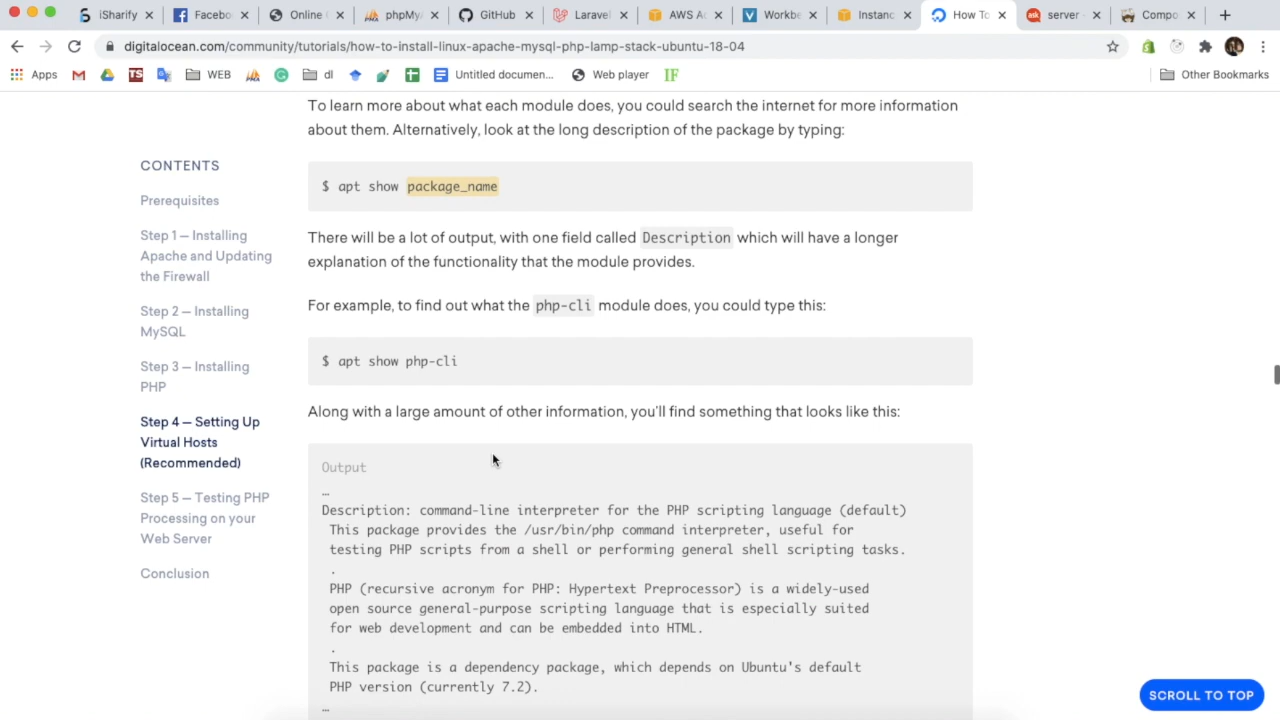 iSharify
Facebo
Online (
phpMyA
GitHub
Laravel
AWS Ac
Workbe
Instanc
How To
server -
Compo
digitalocean.com/community/tutorials/how-to-install-linux-apache-mysql-php-lamp-stack-ubuntu-18-04
Apps
TS
WEB
dl
Untitled documen...
Web player
IF
Other Bookmarks
To learn more about what each module does, you could search the internet for more information
about them. Alternatively, look at the long description of the package by typing:
CONTENTS
Prerequisites
Step 1 — Installing
Apache and Updating
the Firewall
Step 2 — Installing
MySQL
Step 3 — Installing
PHP
Step 4 — Setting Up
Virtual Hosts
(Recommended)
Step 5 — Testing PHP
Processing on your
Web Server
Conclusion
$ apt show package_name
There will be a lot of output, with one field called Description which will have a longer
explanation of the functionality that the module provides.
For example, to find out what the php-cli module does, you could type this:
$ apt show php-cli
Along with a large amount of other information, you'll find something that looks like this:
Output
…
Description: command-line interpreter for the PHP scripting language (default)
This package provides the /usr/bin/php command interpreter, useful for
testing PHP scripts from a shell or performing general shell scripting tasks.
.
PHP (recursive acronym for PHP: Hypertext Preprocessor) is a widely-used
open source general-purpose scripting language that is especially suited
for web development and can be embedded into HTML.
.
This package is a dependency package, which depends on Ubuntu's default
PHP version (currently 7.2).
…
SCROLL TO TOP